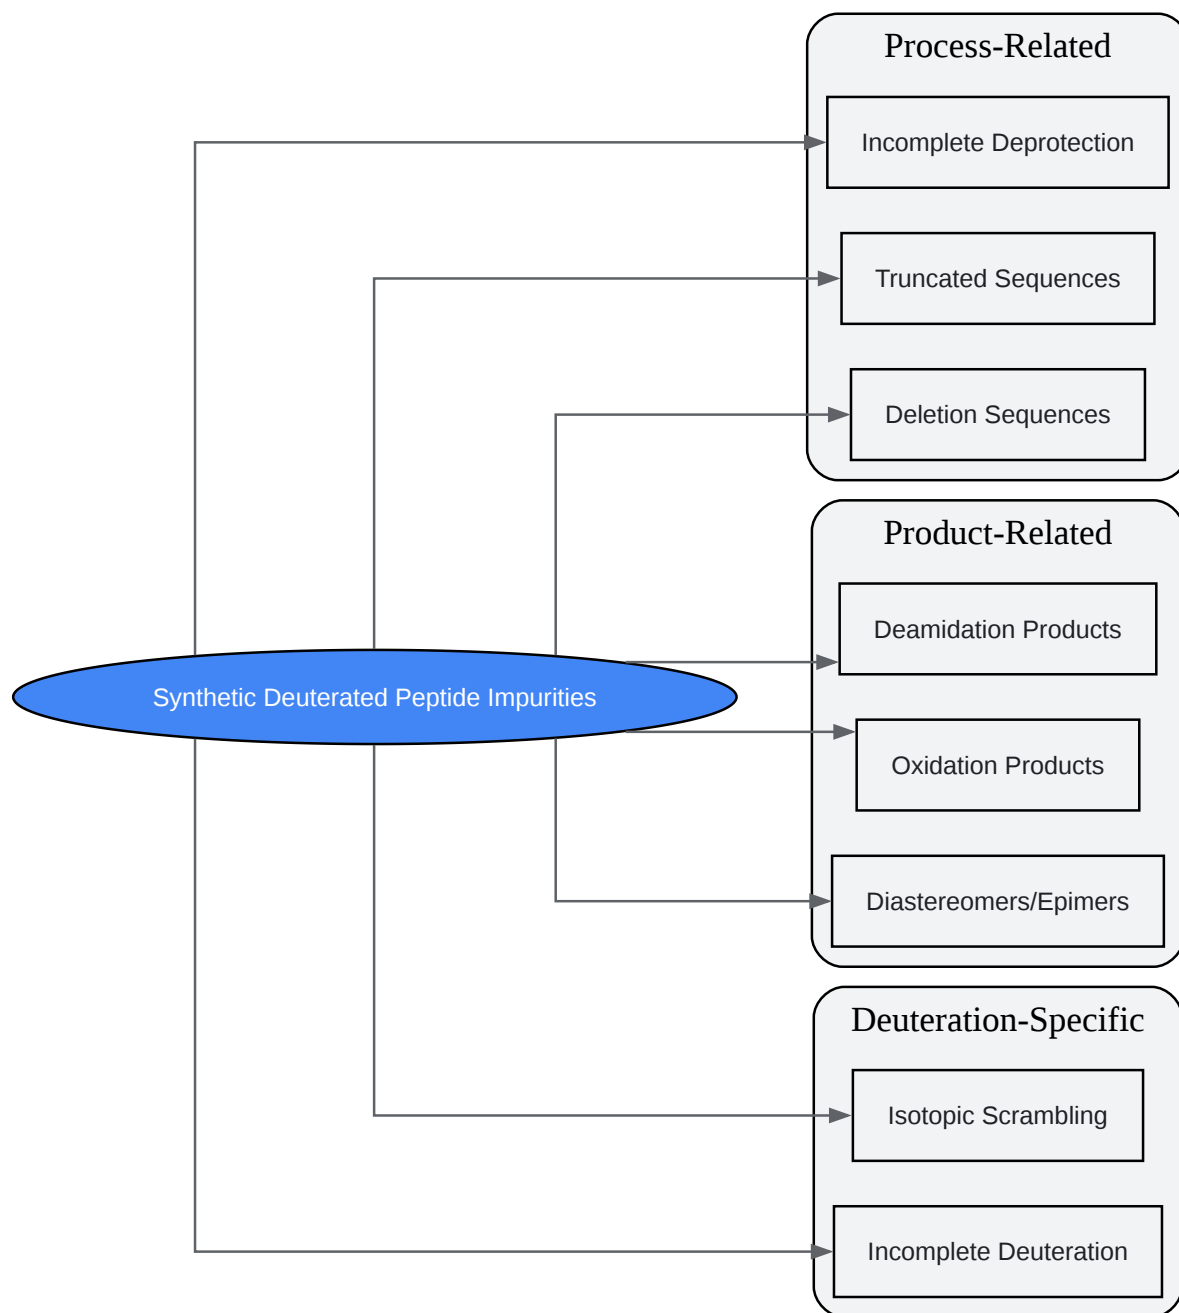 Process-Related
Incomplete Deprotection
Truncated Sequences
Deletion Sequences
Product-Related
Deamidation Products
Synthetic Deuterated Peptide Impurities
Oxidation Products
Diastereomers/Epimers
Deuteration-Specific
Isotopic Scrambling
Incomplete Deuteration